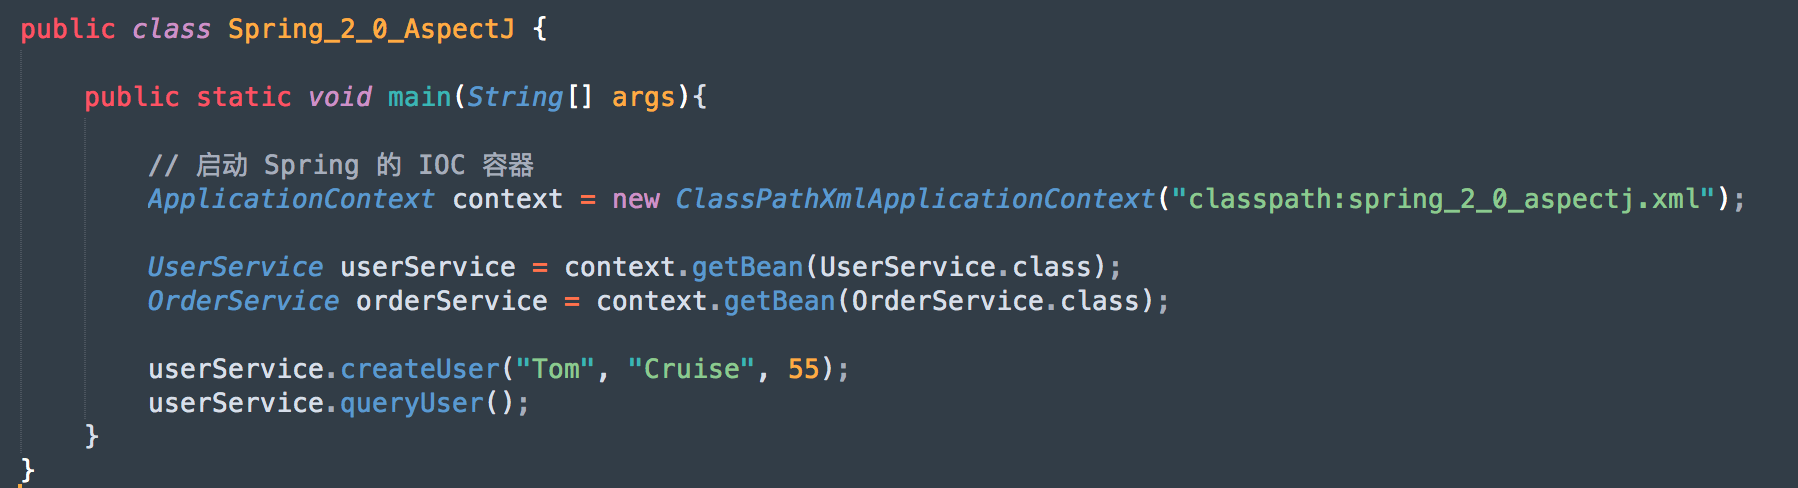 public class Spring_2_0_AspectJ {
public static void main(String[] args){
// 启动 Spring 的 IOC 容器
ApplicationContext context = new ClassPathXmlApplicationContext("classpath:spring_2_0_aspectj.xml");
UserService userService = context.getBean(UserService.class);
OrderService orderService = context.getBean(OrderService.class);
userService.createUser("Tom", "Cruise", 55);
userService.queryUser();
}
}